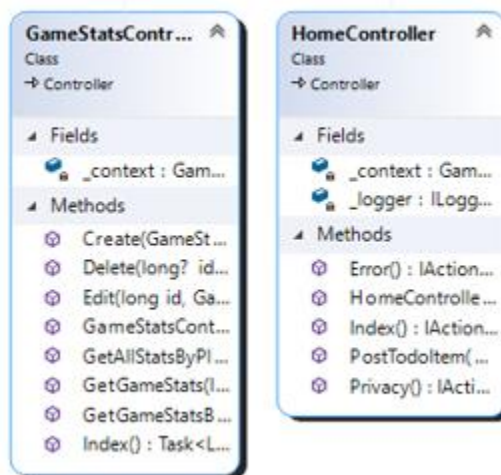 GameStatsContr...
Class
Controller
Fields
_context : Gam...
Methods
Create(GameSt...
Delete(long? id...
Edit(long id, Ga...
GameStatsCont...
GetAllStatsByPl...
GetGameStats(l...
GetGameStatsB...
Index() : Task<L...
HomeController
Class
Controller
Fields
_context : Gam...
_logger : ILogg...
Methods
Error() : IAction...
HomeControlle...
Index() : IAction...
PostTodoItem(...
Privacy() : IActi...